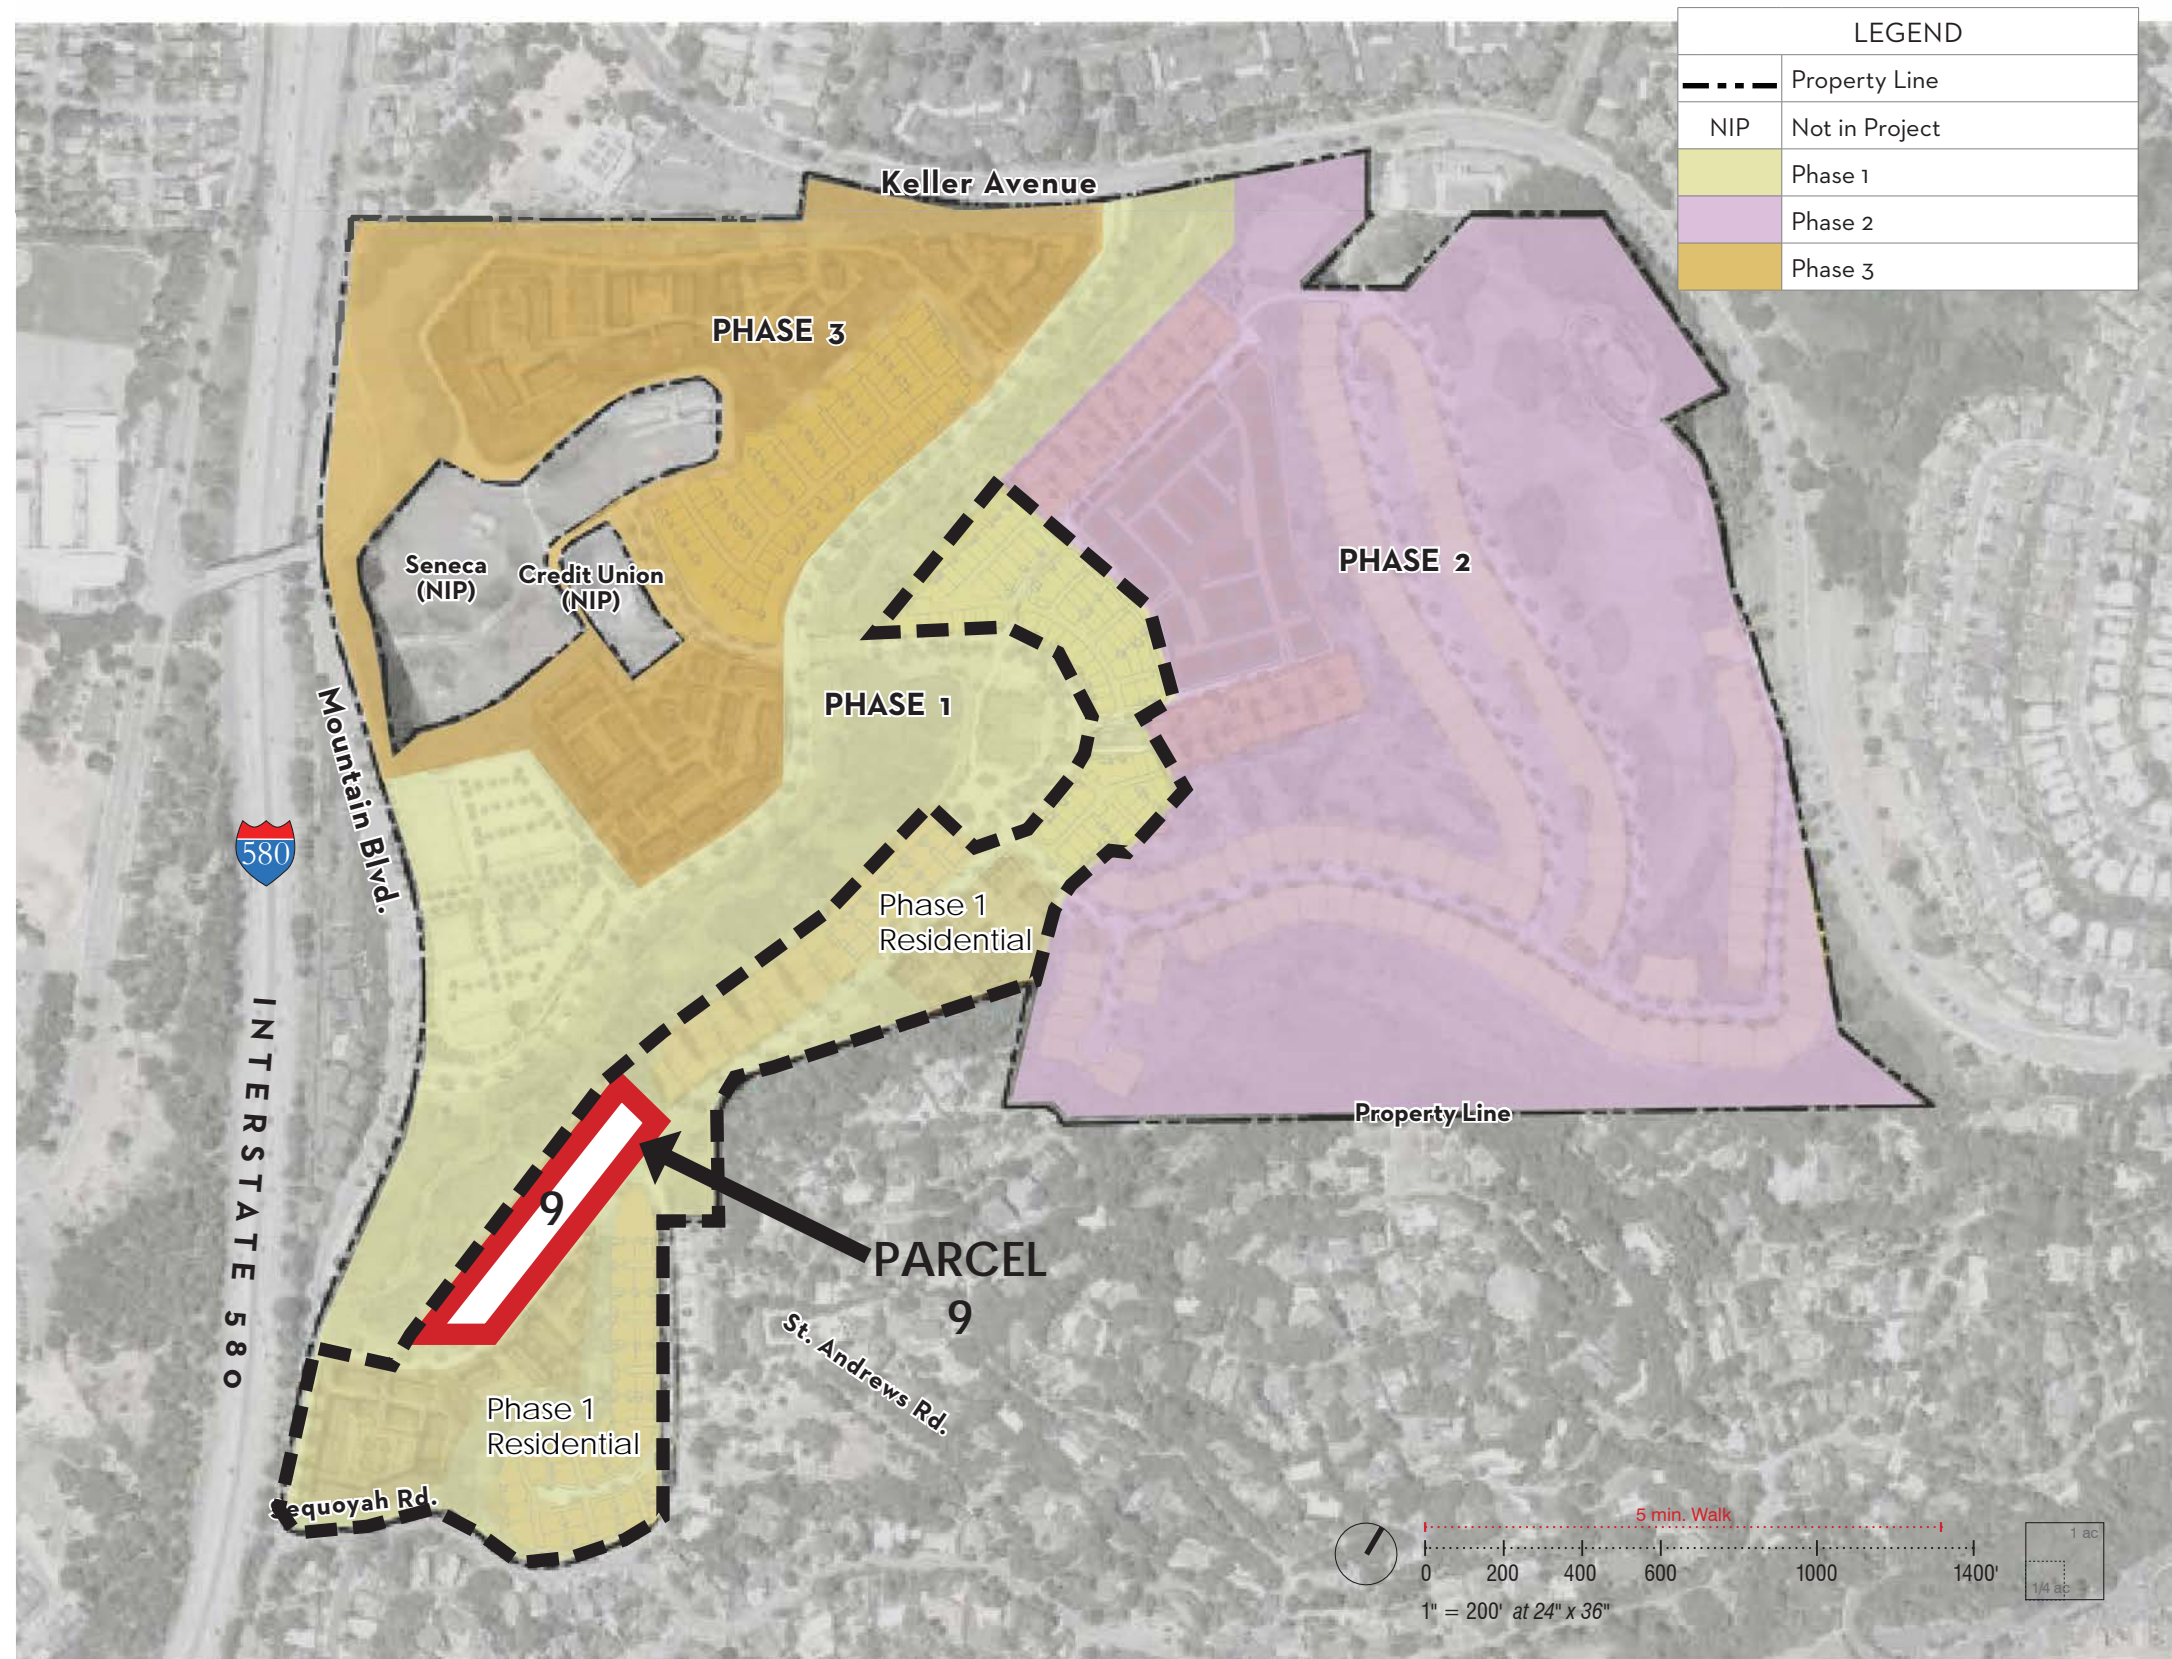 LEGEND
Property Line
NIP Not in Project
Phase 1
Phase 2
Phase 3
Keller Avenue
PHASE 3
PHASE 2
Seneca
(NIP)
Credit Union
(NIP)
PHASE 1
Mountain Blvd.
580
Phase 1
Residential
INTERSTATE 580
Property Line
9
PARCEL
9
St. Andrews Rd.
Phase 1
Residential
Sequoyah Rd.
5 min. Walk
0 200 400 600 1000 1400'
1" = 200' at 24" x 36"
1 ac
1/4 ac